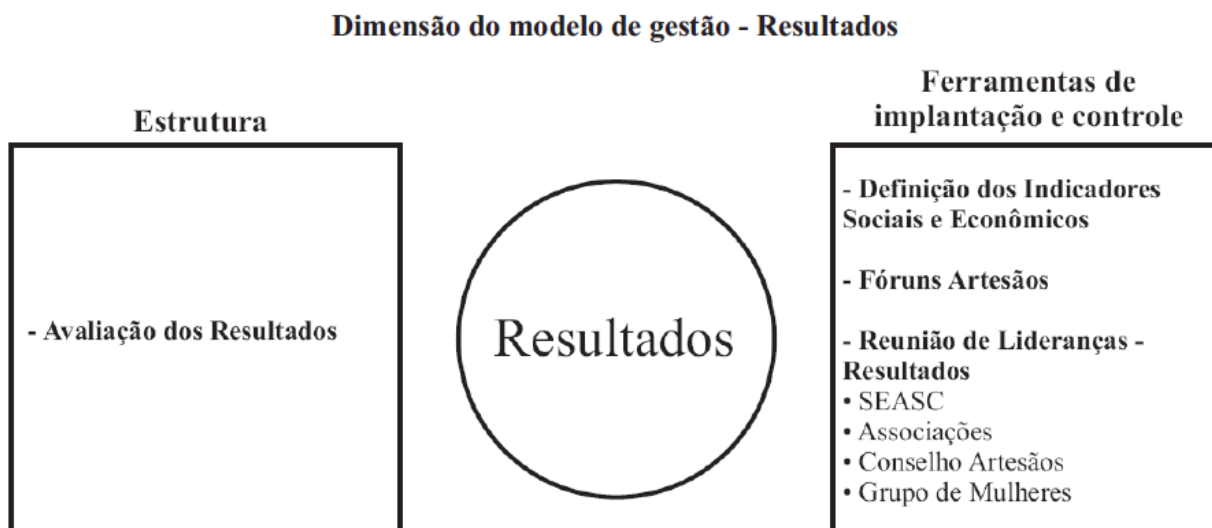 Dimensão do modelo de gestão - Resultados
Estrutura
- Avaliação dos Resultados
Resultados
Ferramentas de
implantação e controle
- Definição dos Indicadores
Sociais e Econômicos
- Fóruns Artesãos
- Reunião de Lideranças -
Resultados
• SEASC
• Associações
• Conselho Artesãos
• Grupo de Mulheres